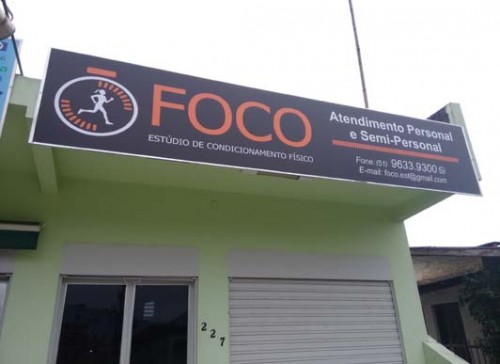 FOCO
ESTÚDIO DE CONDICIONAMENTO FÍSICO
Atendimento Personal
e Semi-Personal
Fone: (51) 9633.9300
E-mail: foco.est@gmail.com
227